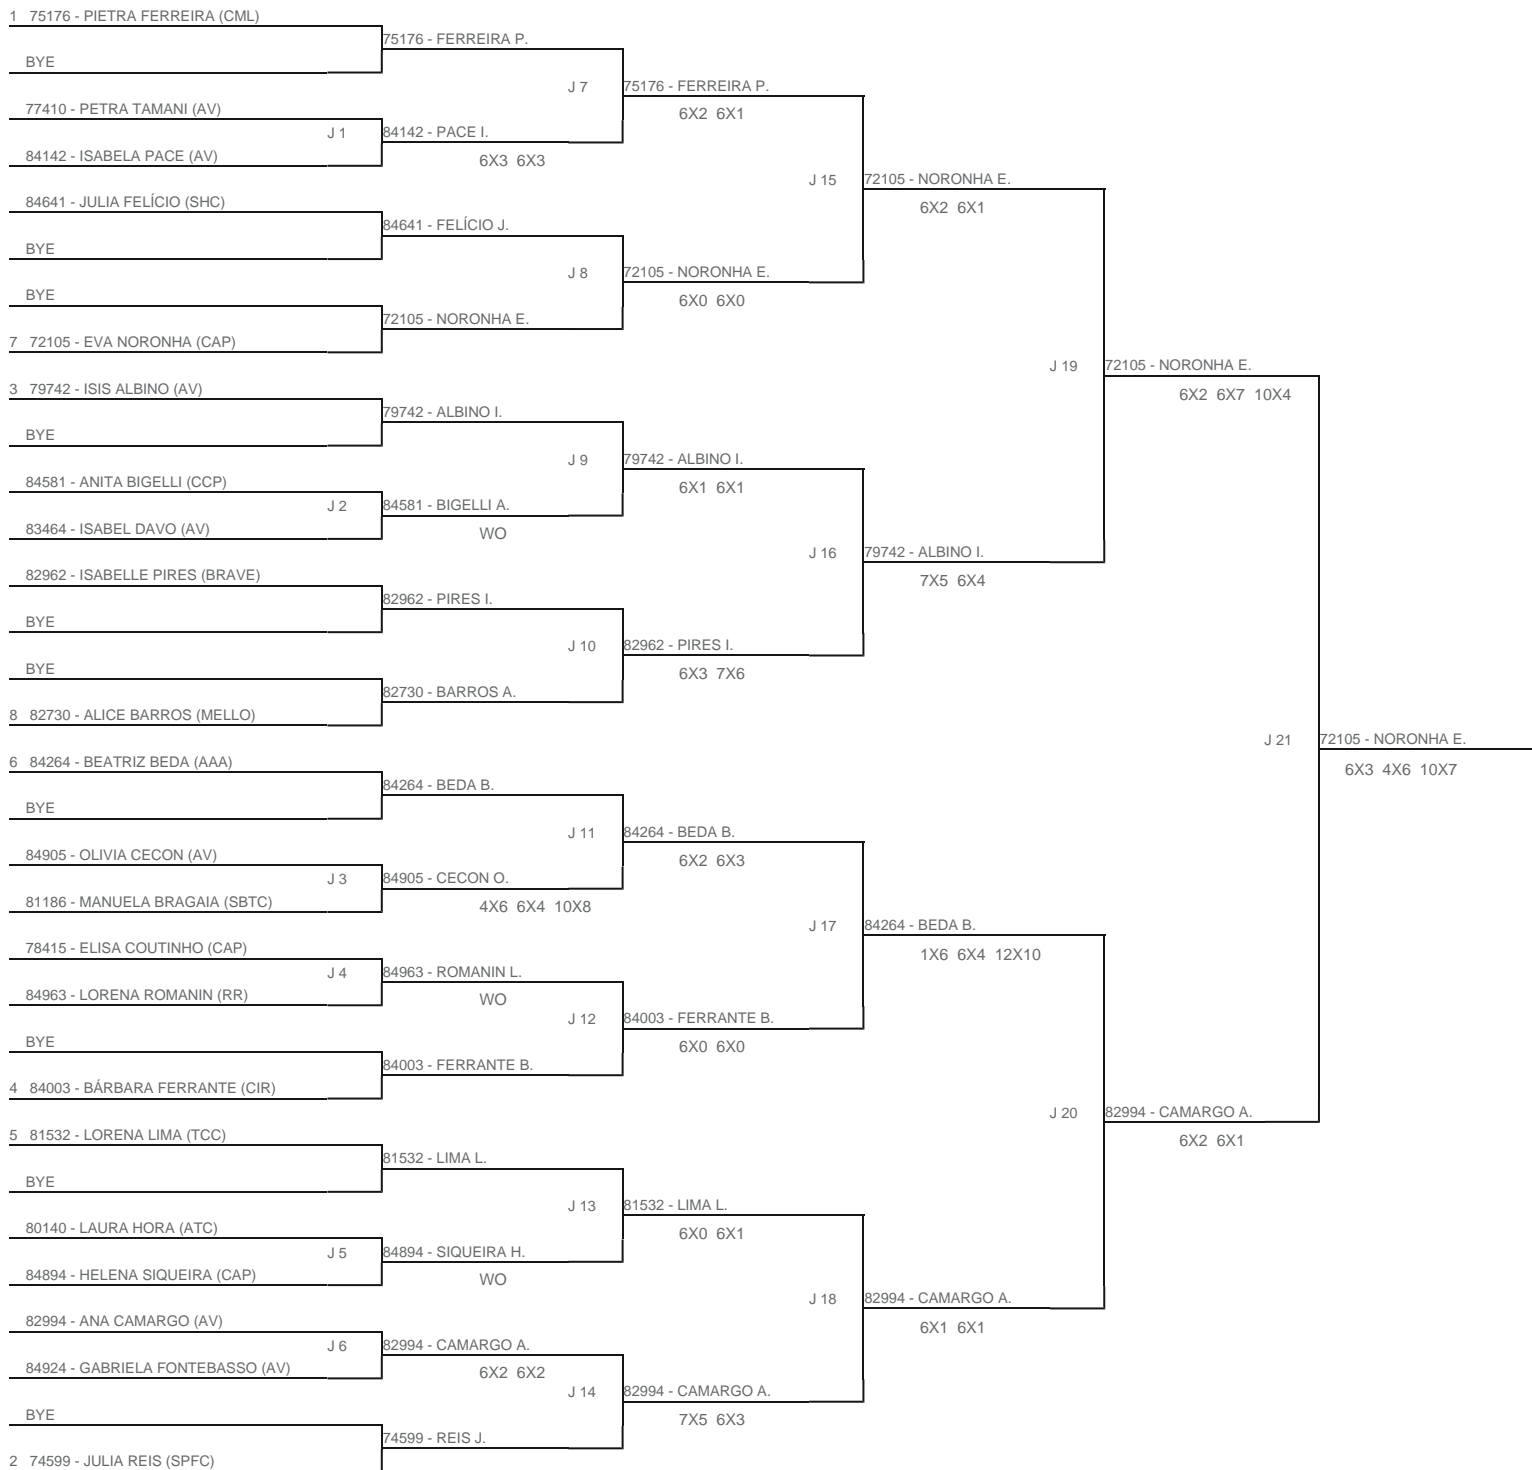 1 75176 - PIETRA FERREIRA (CML)
75176 - FERREIRA P.
BYE
J 7
75176 - FERREIRA P.
6X2 6X1
77410 - PETRA TAMANI (AV)
J 1
84142 - PACE I.
6X3 6X3
84142 - ISABELA PACE (AV)
J 15
72105 - NORONHA E.
6X2 6X1
84641 - JULIA FELÍCIO (SHC)
84641 - FELÍCIO J.
BYE
J 8
72105 - NORONHA E.
6X0 6X0
BYE
72105 - NORONHA E.
7 72105 - EVA NORONHA (CAP)
J 19
72105 - NORONHA E.
6X2 6X7 10X4
3 79742 - ISIS ALBINO (AV)
79742 - ALBINO I.
BYE
J 9
79742 - ALBINO I.
6X1 6X1
84581 - ANITA BIGELLI (CCP)
J 2
84581 - BIGELLI A.
WO
83464 - ISABEL DAVO (AV)
J 16
79742 - ALBINO I.
7X5 6X4
82962 - ISABELLE PIRES (BRAVE)
82962 - PIRES I.
BYE
J 10
82962 - PIRES I.
6X3 7X6
BYE
82730 - BARROS A.
8 82730 - ALICE BARROS (MELLO)
J 21
72105 - NORONHA E.
6X3 4X6 10X7
6 84264 - BEATRIZ BEDA (AAA)
84264 - BEDA B.
BYE
J 11
84264 - BEDA B.
6X2 6X3
84905 - OLIVIA CECON (AV)
J 3
84905 - CECON O.
4X6 6X4 10X8
81186 - MANUELA BRAGAIA (SBTC)
J 17
84264 - BEDA B.
1X6 6X4 12X10
78415 - ELISA COUTINHO (CAP)
J 4
84963 - ROMANIN L.
WO
84963 - LORENA ROMANIN (RR)
J 12
84003 - FERRANTE B.
6X0 6X0
BYE
84003 - FERRANTE B.
4 84003 - BÁRBARA FERRANTE (CIR)
J 20
82994 - CAMARGO A.
6X2 6X1
5 81532 - LORENA LIMA (TCC)
81532 - LIMA L.
BYE
J 13
81532 - LIMA L.
6X0 6X1
80140 - LAURA HORA (ATC)
J 5
84894 - SIQUEIRA H.
WO
84894 - HELENA SIQUEIRA (CAP)
J 18
82994 - CAMARGO A.
6X1 6X1
82994 - ANA CAMARGO (AV)
J 6
82994 - CAMARGO A.
6X2 6X2
84924 - GABRIELA FONTEBASSO (AV)
J 14
82994 - CAMARGO A.
7X5 6X3
BYE
74599 - REIS J.
2 74599 - JULIA REIS (SPFC)